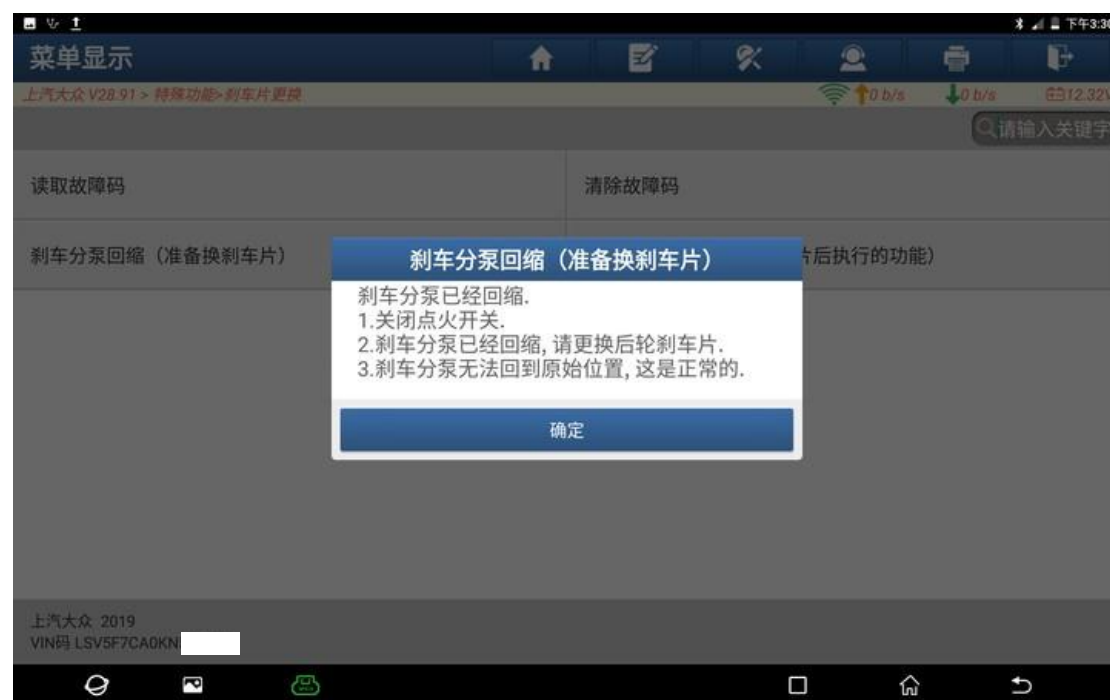 下午3:30
菜单显示
上汽大众 V28.91 > 特殊功能>刹车片更换
0 b/s
0 b/s
12.32V
请输入关键字
读取故障码
清除故障码
刹车分泵回缩（准备换刹车片）
片后执行的功能）
刹车分泵回缩（准备换刹车片）
刹车分泵已经回缩.
1.关闭点火开关.
2.刹车分泵已经回缩, 请更换后轮刹车片.
3.刹车分泵无法回到原始位置, 这是正常的.
确定
上汽大众 2019
VIN码 LSV5F7CA0KN